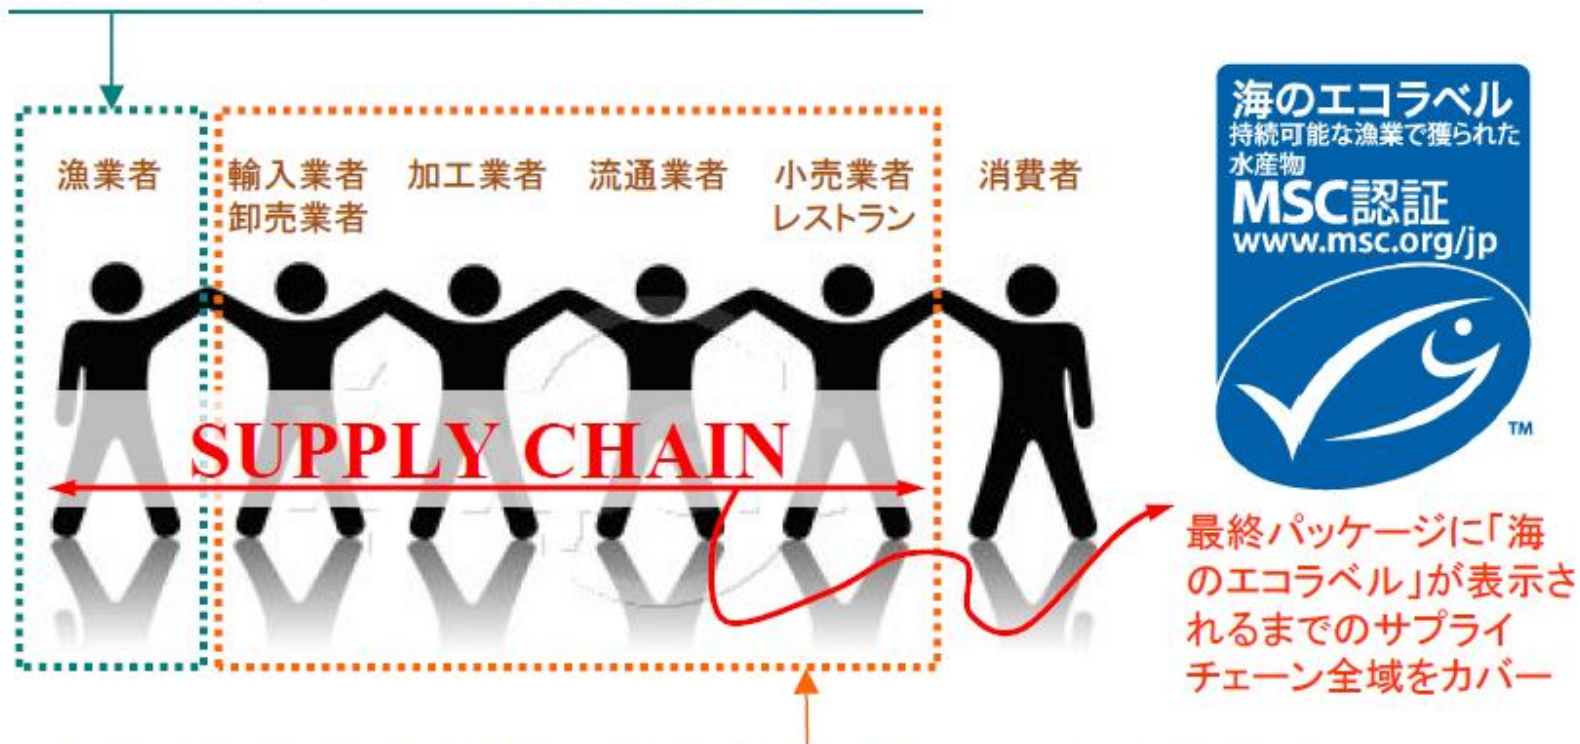 漁業者
輸入業者
卸売業者
加工業者
流通業者
小売業者
レストラン
消費者
SUPPLY CHAIN
海のエコラベル
持続可能な漁業で獲られた
水産物
MSC認証
www.msc.org/jp
TM
最終パッケージに「海
のエコラベル」が表示さ
れるまでのサプライ
チェーン全域をカバー